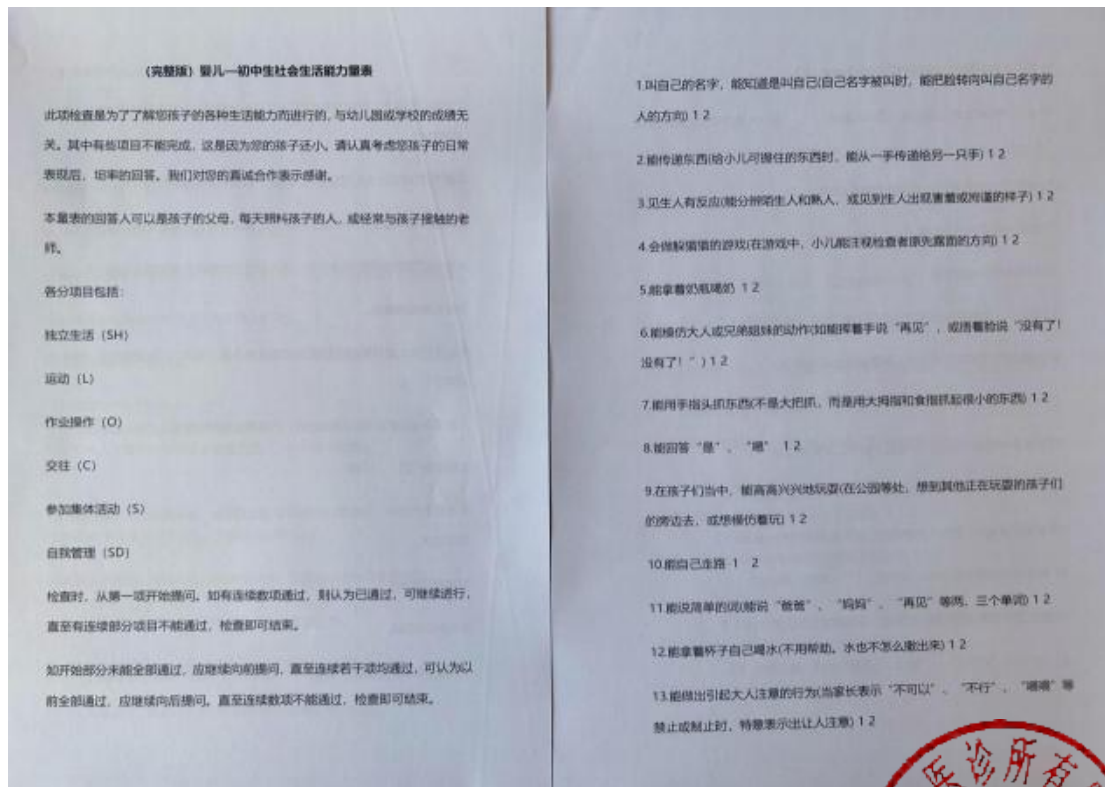 （完整版）婴儿—初中生社会生活能力量表
此项检查是为了了解您孩子的各种生活能力而进行的，与幼儿园或学校的成绩无
关。其中有些项目不能完成，这是因为您的孩子还小。请认真考虑您孩子的日常
表现后，坦率的回答。我们对您的真诚合作表示感谢。
本量表的回答人可以是孩子的父母，每天照料孩子的人，或经常与孩子接触的老
师。
各分项目包括：
独立生活（SH）
运动（L）
作业操作（O）
交往（C）
参加集体活动（S）
自我管理（SD）
检查时，从第一项开始提问。如有连续数项通过，则认为已通过，可继续进行，
直至有连续部分项目不能通过，检查即可结束。
如开始部分未能全部通过，应继续向前提问，直至连续若干项均通过，可认为以
前全部通过，应继续向后提问。直至连续数项不能通过，检查即可结束。
1.叫自己的名字，能知道是叫自己(自己名字被叫时，能把脸转向叫自己名字的
人的方向) 1 2
2.能传递东西(给小儿可握住的东西时，能从一手传递给另一只手) 1 2
3.见生人有反应(能分辨陌生人和熟人，或见到生人出现害羞或拘谨的样子) 1 2
4.会做躲猫猫的游戏(在游戏中，小儿能注视检查者原先露面的方向) 1 2
5.能拿着奶瓶喝奶 1 2
6.能模仿大人或兄弟姐妹的动作(如能挥着手说“再见”，或捂着脸说“没有了！
没有了！”) 1 2
7.能用手指头抓东西(不是大把抓，而是用大拇指和食指抓起很小的东西) 1 2
8.能回答“是”、“嗯” 1 2
9.在孩子们当中，能高高兴兴地玩耍(在公园等处，想到其他正在玩耍的孩子们
的旁边去，或想模仿着玩) 1 2
10.能自己走路 1 2
11.能说简单的词(能说“爸爸”、“妈妈”、“再见”等两、三个单词) 1 2
12.能拿着杯子自己喝水(不用帮助。水也不怎么撒出来) 1 2
13.能做出引起大人注意的行为(当家长表示“不可以”、“不行”、“喂喂”等
禁止或制止时，特意表示出让人注意) 1 2
医诊所有